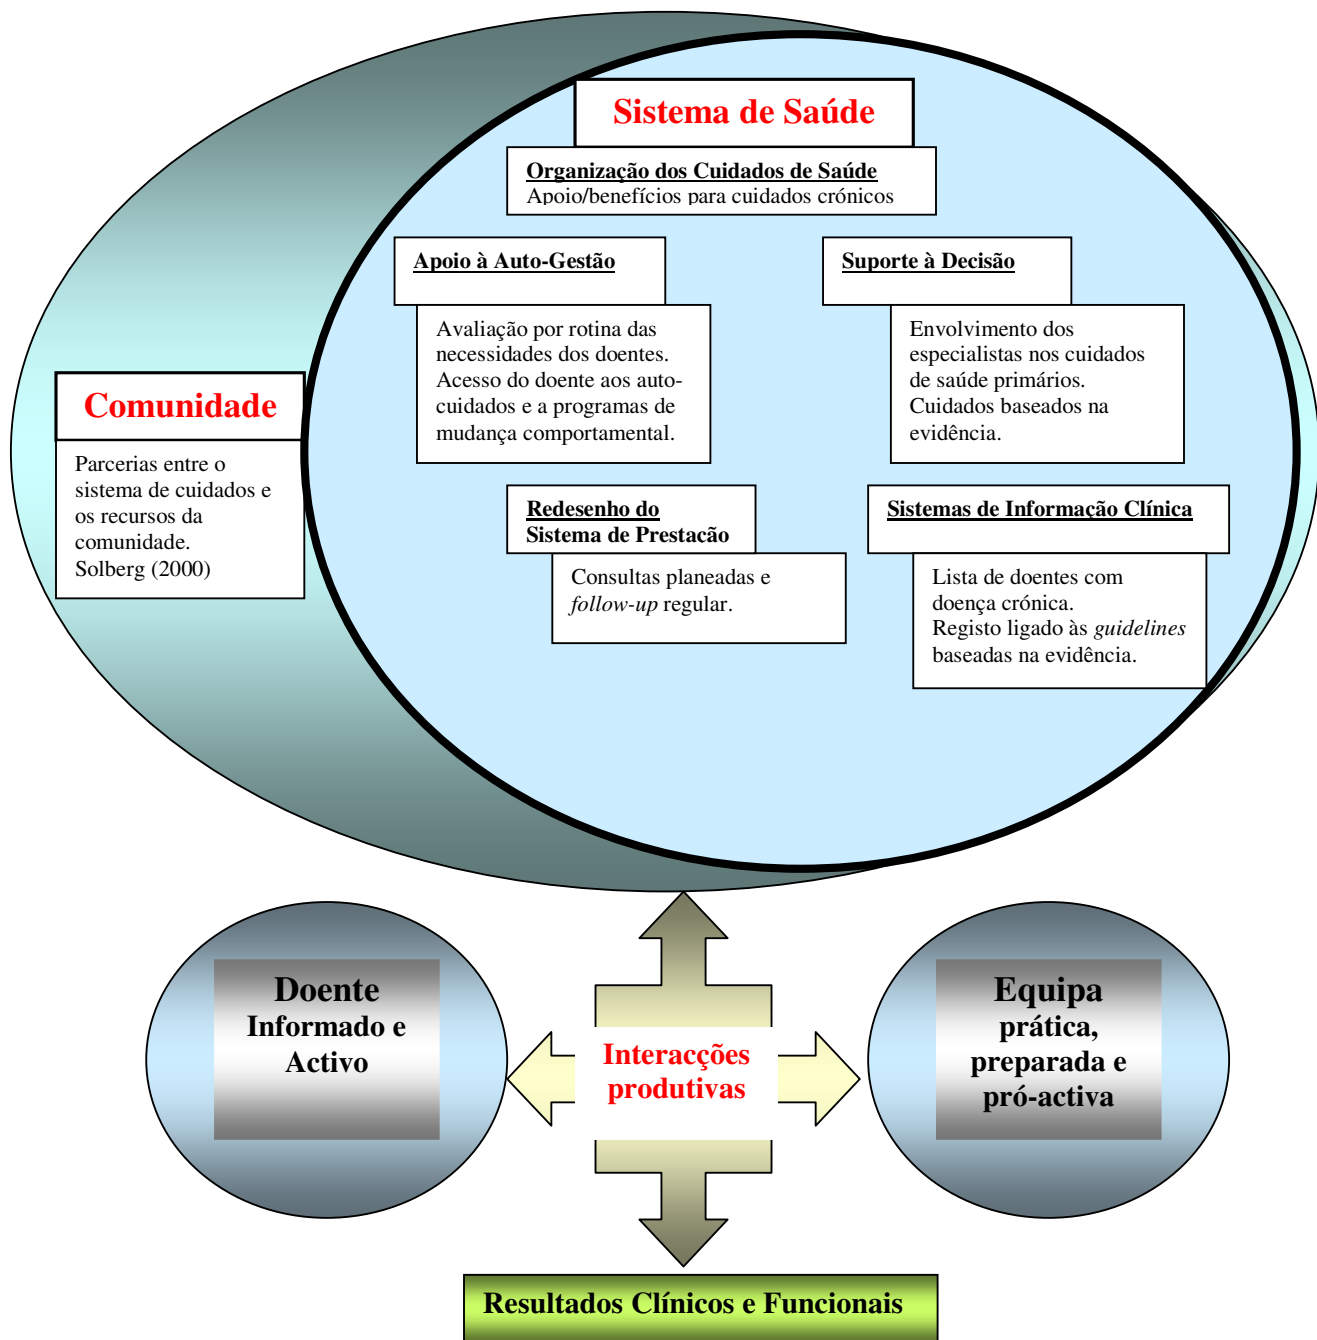 Sistema de Saúde
Organização dos Cuidados de Saúde
Apoio/benefícios para cuidados crónicos
Apoio à Auto-Gestão
Avaliação por rotina das
necessidades dos doentes.
Acesso do doente aos auto-
cuidados e a programas de
mudança comportamental.
Suporte à Decisão
Envolvimento dos
especialistas nos cuidados
de saúde primários.
Cuidados baseados na
evidência.
Comunidade
Parcerias entre o
sistema de cuidados e
os recursos da
comunidade.
Solberg (2000)
Redesenho do
Sistema de Prestação
Consultas planeadas e
follow-up regular.
Sistemas de Informação Clínica
Lista de doentes com
doença crónica.
Registo ligado às guidelines
baseadas na evidência.
Doente
Informado e
Activo
Interacções
produtivas
Equipa
prática,
preparada e
pró-activa
Resultados Clínicos e Funcionais